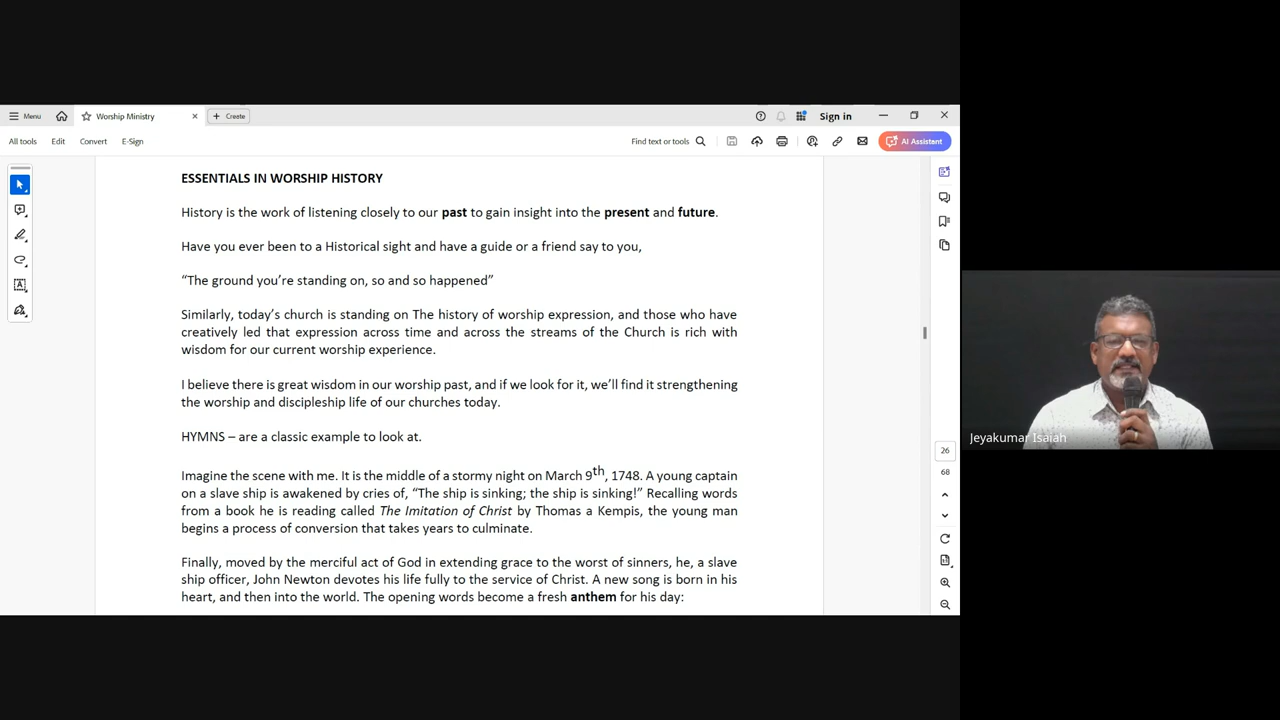 Menu
Worship Ministry
Create
Sign in
All tools
Edit
Convert
E-Sign
Find text or tools
AI Assistant
ESSENTIALS IN WORSHIP HISTORY
History is the work of listening closely to our past to gain insight into the present and future.
Have you ever been to a Historical sight and have a guide or a friend say to you,
“The ground you’re standing on, so and so happened”
Similarly, today’s church is standing on The history of worship expression, and those who have
creatively led that expression across time and across the streams of the Church is rich with
wisdom for our current worship experience.
I believe there is great wisdom in our worship past, and if we look for it, we’ll find it strengthening
the worship and discipleship life of our churches today.
HYMNS – are a classic example to look at.
Imagine the scene with me. It is the middle of a stormy night on March 9th, 1748. A young captain
on a slave ship is awakened by cries of, “The ship is sinking; the ship is sinking!” Recalling words
from a book he is reading called The Imitation of Christ by Thomas a Kempis, the young man
begins a process of conversion that takes years to culminate.
Finally, moved by the merciful act of God in extending grace to the worst of sinners, he, a slave
ship officer, John Newton devotes his life fully to the service of Christ. A new song is born in his
heart, and then into the world. The opening words become a fresh anthem for his day:
26
68
Jeyakumar Isaiah